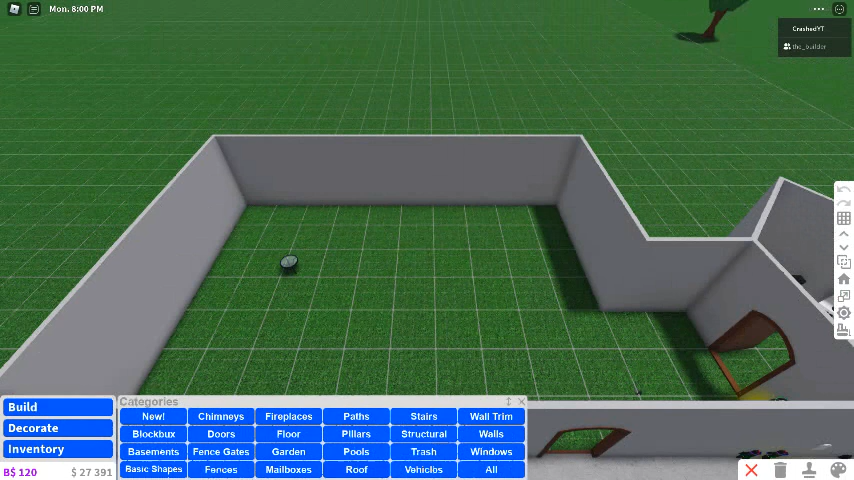 Mon. 8:00 PM
CrashedYT
the_builder
Build
Decorate
Inventory
B$ 120 $ 27 391
Categories
New! Chimneys Fireplaces Paths Stairs Wall Trim
Blockbux Doors Floor Pillars Structural Walls
Basements Fence Gates Garden Pools Trash Windows
Basic Shapes Fences Mailboxes Roof Vehicles All